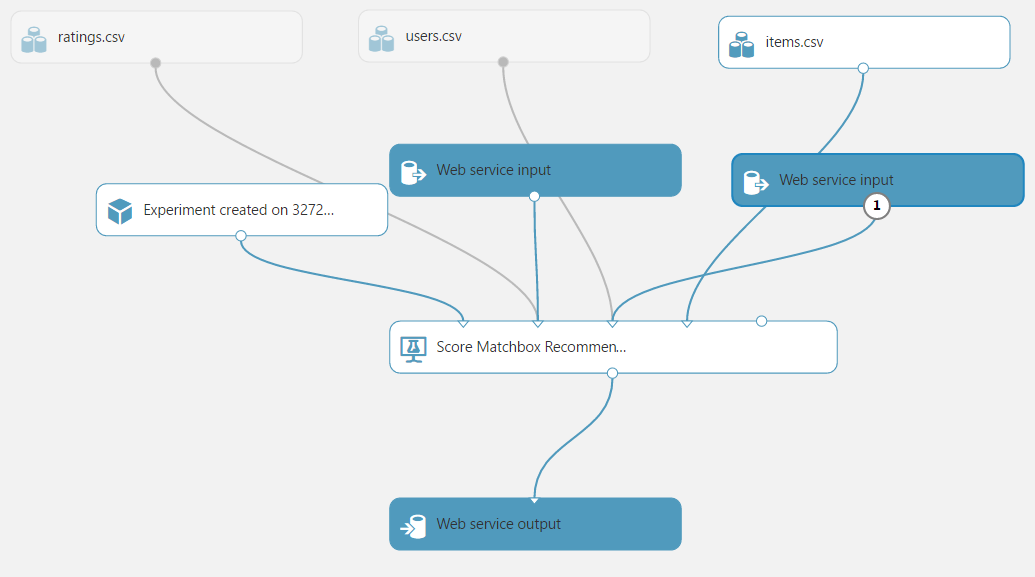 ratings.csv
users.csv
items.csv
Web service input
Web service input
1
Experiment created on 3272...
Score Matchbox Recommen...
Web service output